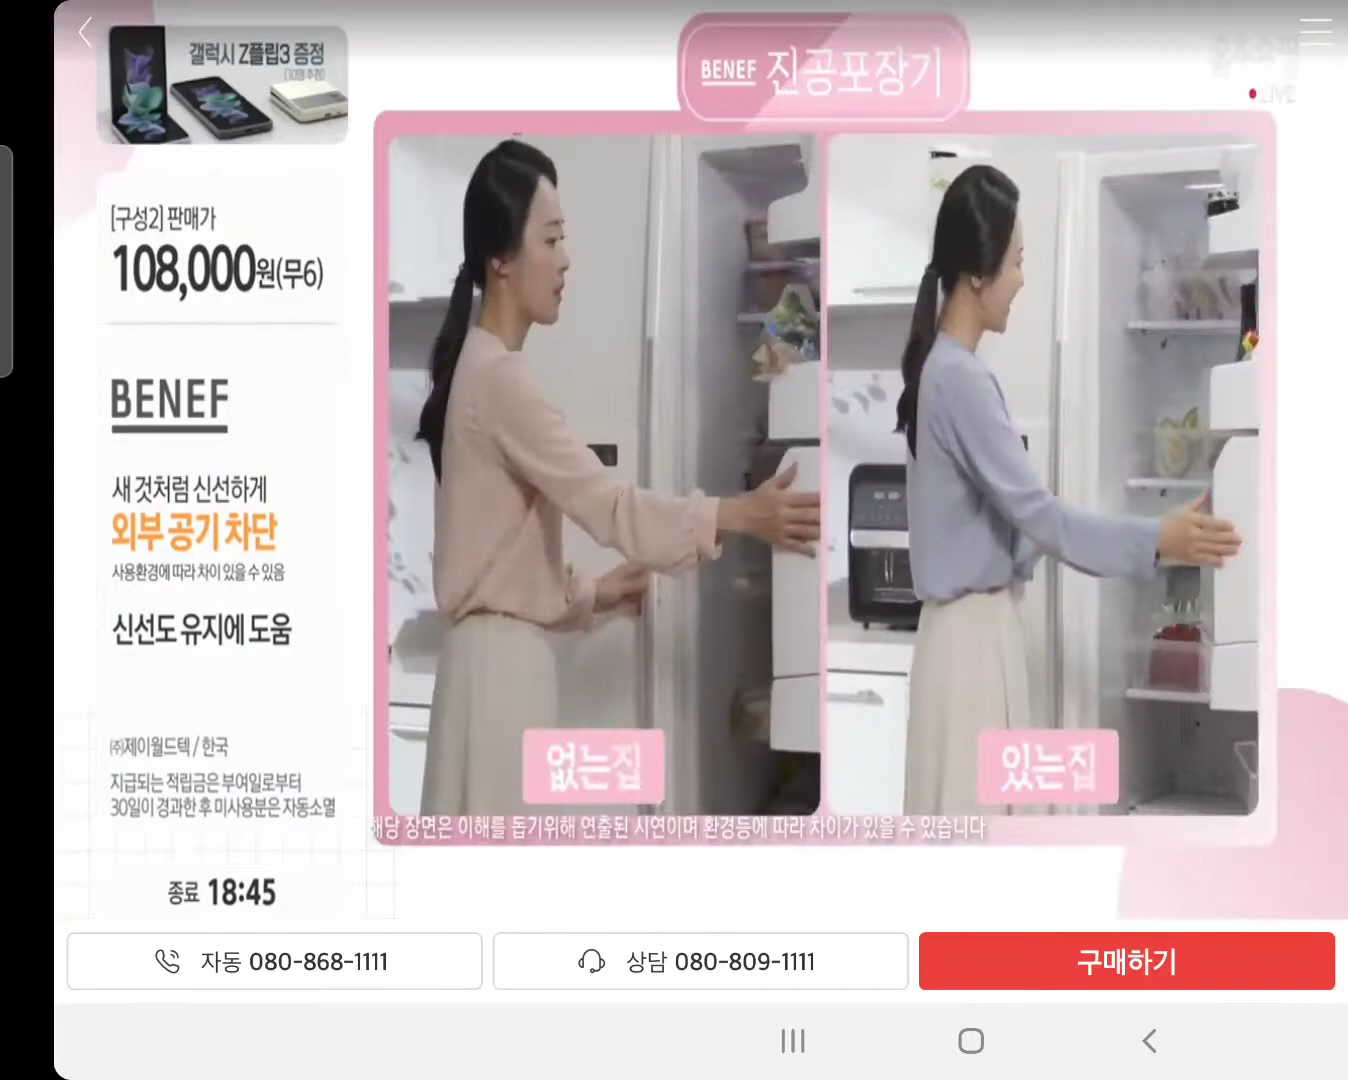 갤럭시 Z플립3 증정
(10명 추첨)
BENEF 진공포장기
LIVE
[구성2] 판매가
108,000원(무6)
BENEF
새 것처럼 신선하게
외부 공기 차단
사용환경에 따라 차이 있을 수 있음
신선도 유지에 도움
㈜제이월드텍 / 한국
지급되는 적립금은 부여일로부터
30일이 경과한 후 미사용분은 자동소멸
종료 18:45
없는집
있는집
해당 장면은 이해를 돕기위해 연출된 시연이며 환경등에 따라 차이가 있을 수 있습니다
자동 080-868-1111
상담 080-809-1111
구매하기